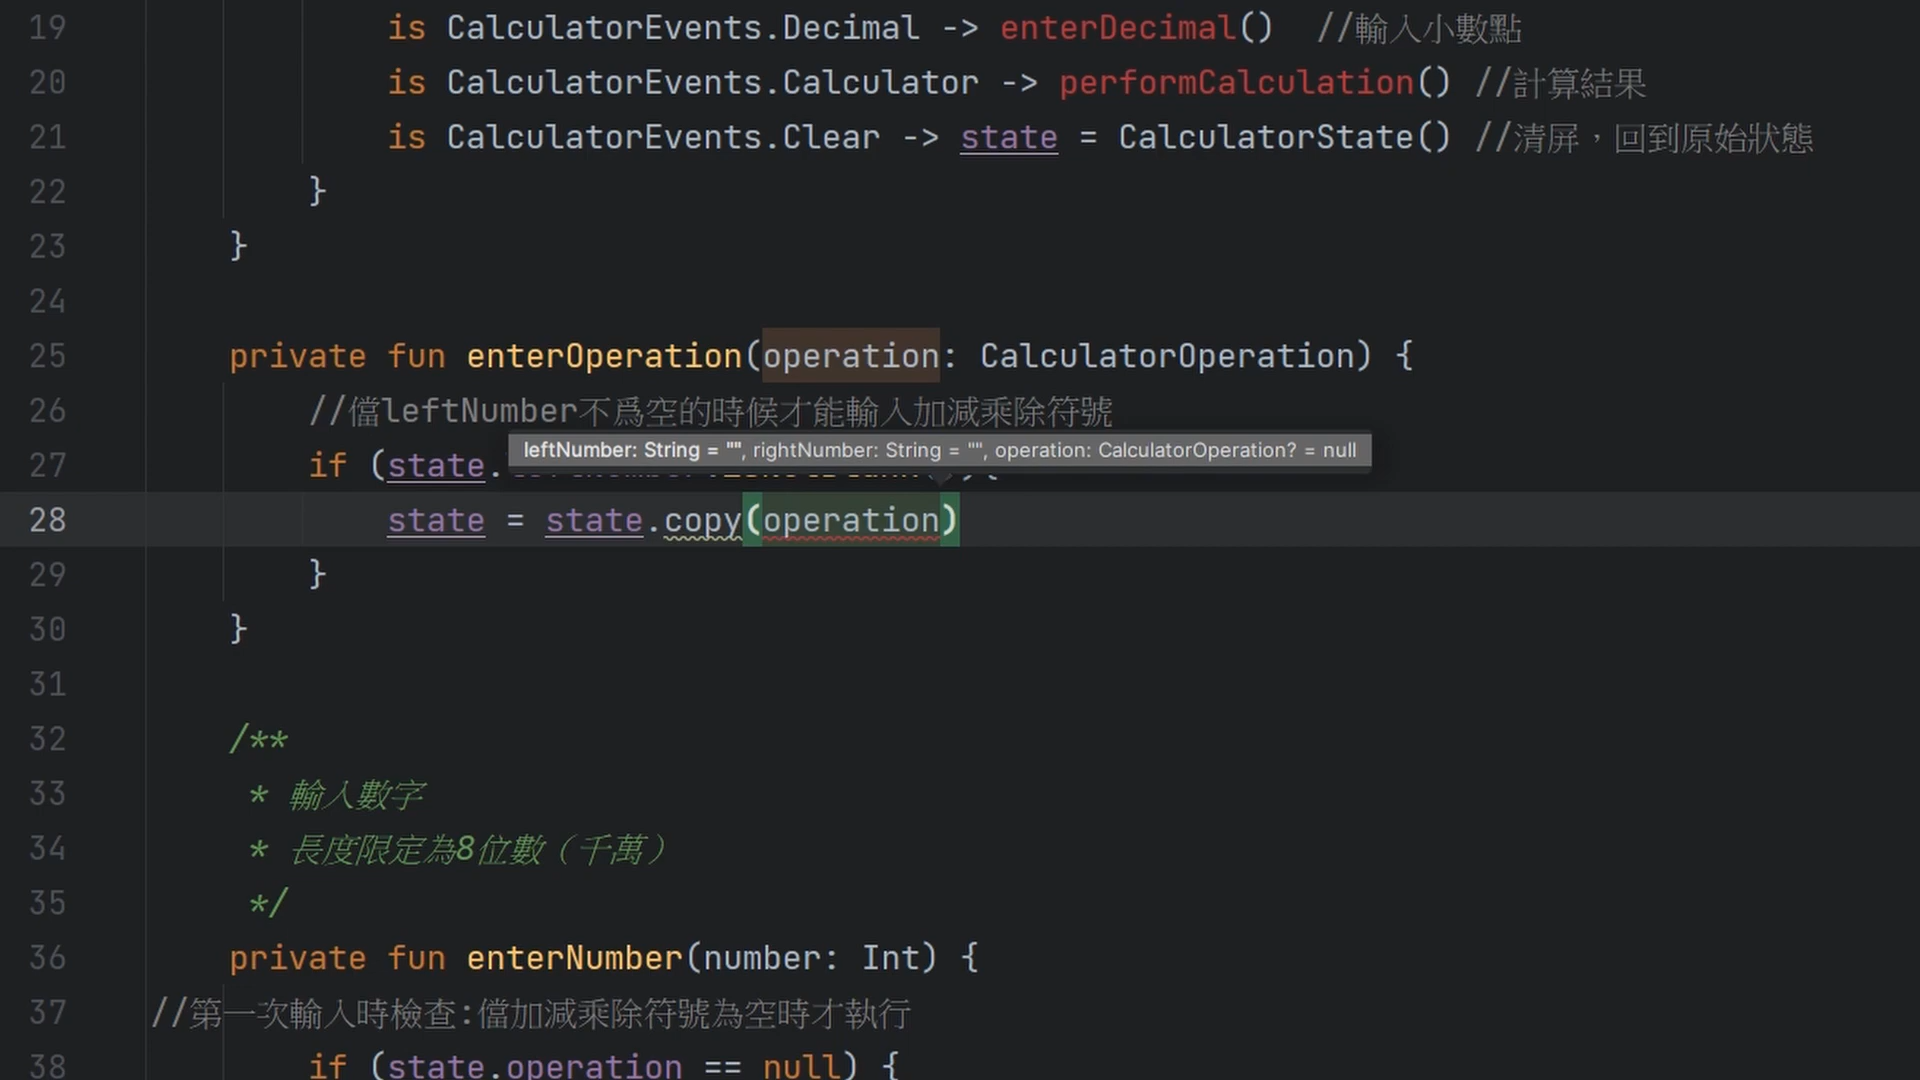 19 is CalculatorEvents.Decimal -> enterDecimal() //輸入小數點
20 is CalculatorEvents.Calculator -> performCalculation() //計算結果
21 is CalculatorEvents.Clear -> state = CalculatorState() //清屏，回到原始狀態
22 }
23 }
24
25 private fun enterOperation(operation: CalculatorOperation) {
26 //儅leftNumber不爲空的時候才能輸入加減乘除符號
leftNumber: String = "", rightNumber: String = "", operation: CalculatorOperation? = null
27 if (state. {
28 state = state.copy(operation)
29 }
30 }
31
32 /**
33 * 輸入數字
34 * 長度限定為8位數（千萬）
35 */
36 private fun enterNumber(number: Int) {
37 //第一次輸入時檢查:儅加減乘除符號為空時才執行
38 if (state.operation == null) {